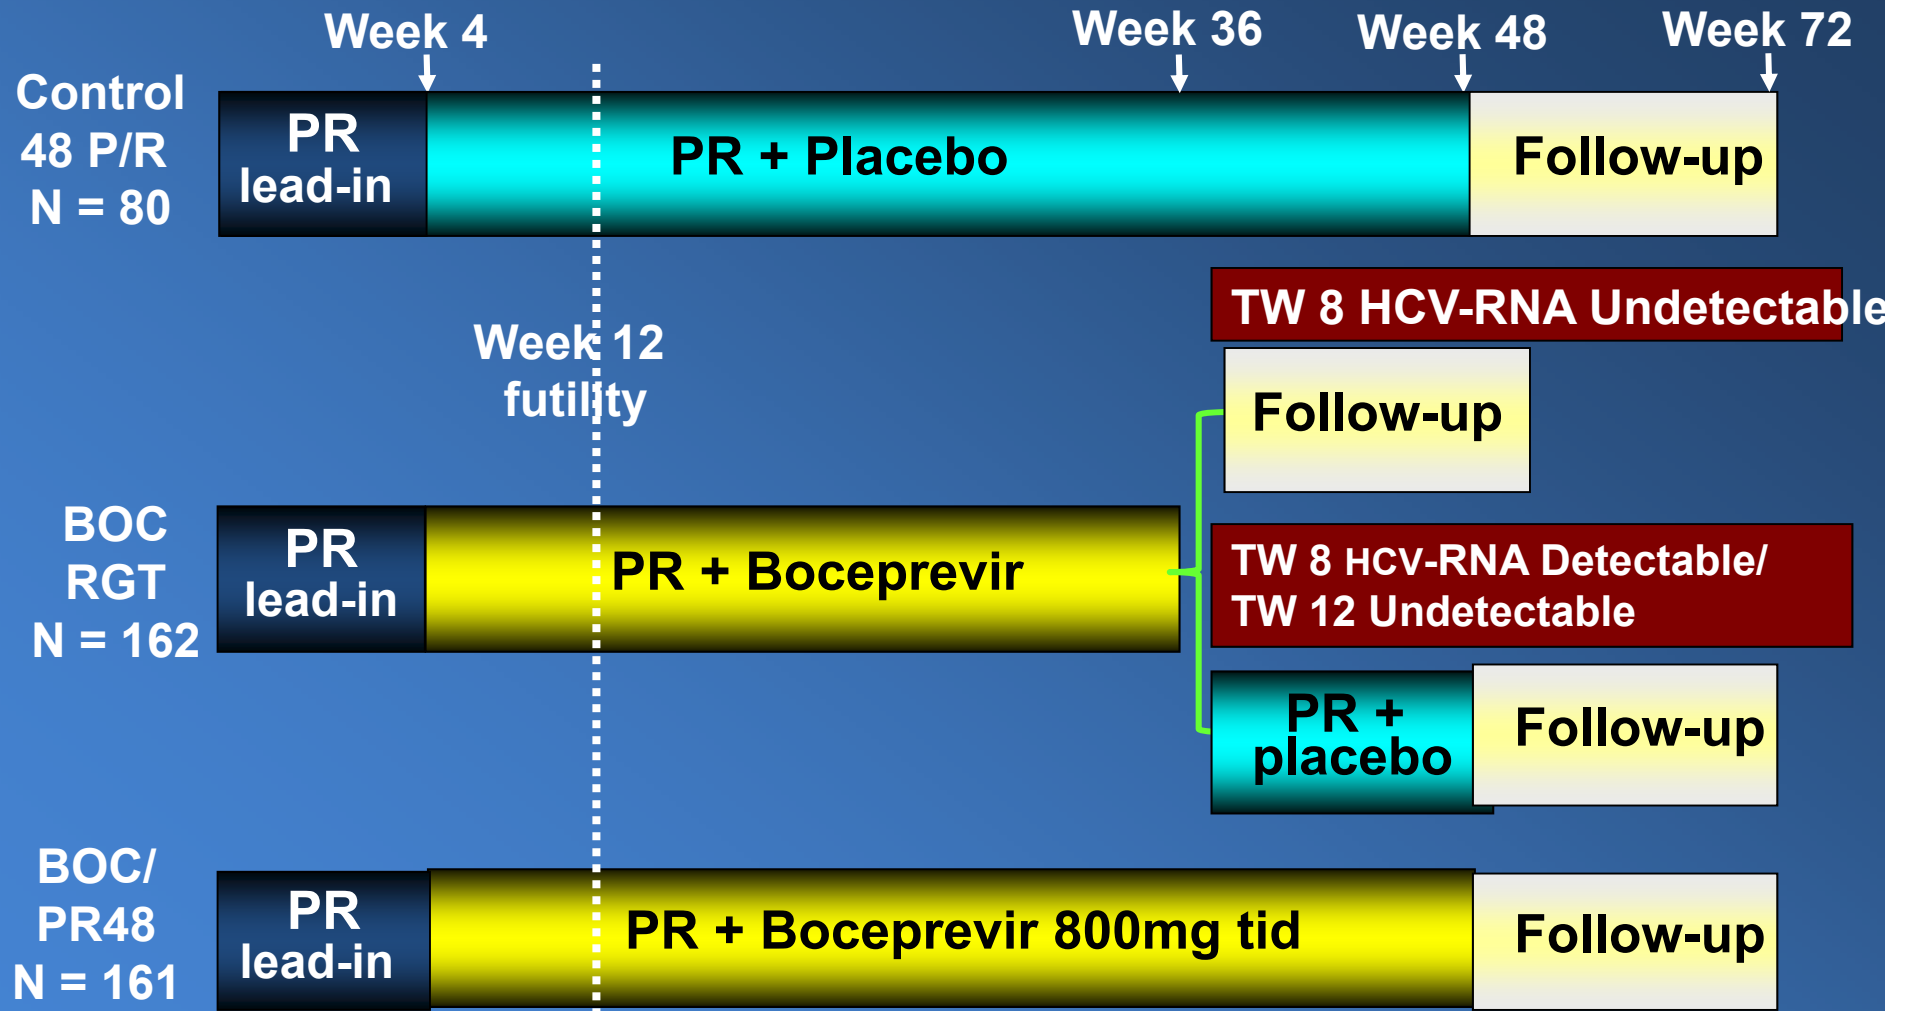 Week 4
Week 36
Week 48
Week 72
Control
48 P/R
N = 80
PR
lead-in
PR + Placebo
Follow-up
Week 12
futility
TW 8 HCV-RNA Undetectable
Follow-up
BOC
RGT
N = 162
PR
lead-in
PR + Boceprevir
TW 8 HCV-RNA Detectable/
TW 12 Undetectable
PR +
placebo
Follow-up
BOC/
PR48
N = 161
PR
lead-in
PR + Boceprevir 800mg tid
Follow-up